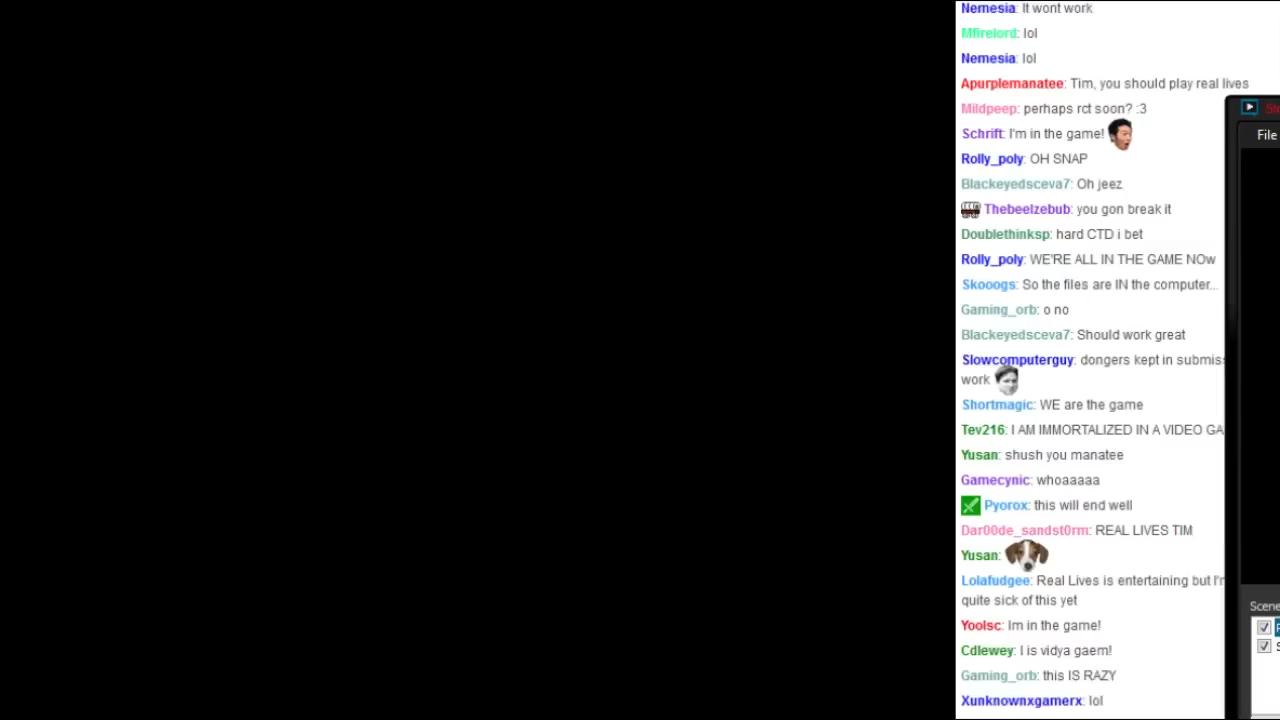 Nemesia: It wont work
Mfirelord: lol
Nemesia: lol
Apurplemanatee: Tim, you should play real lives
Mildpeep: perhaps rct soon? :3
Schrift: I'm in the game!
File
Rolly_poly: OH SNAP
Blackeyedsceva7: Oh jeez
Thebeelzebub: you gon break it
Doublethinksp: hard CTD i bet
Rolly_poly: WE'RE ALL IN THE GAME NOw
Skooogs: So the files are IN the computer...
Gaming_orb: o no
Blackeyedsceva7: Should work great
Slowcomputerguy: dongers kept in submis
work
Shortmagic: WE are the game
Tev216: I AM IMMORTALIZED IN A VIDEO GA
Yusan: shush you manatee
Gamecynic: whoaaaaa
Pyorox: this will end well
Dar00de_sandst0rm: REAL LIVES TIM
Yusan:
Lolafudgee: Real Lives is entertaining but I'
quite sick of this yet
Scene
Yoolsc: Im in the game!
Cdlewey: I is vidya gaem!
Gaming_orb: this IS RAZY
Xunknownxgamerx: lol